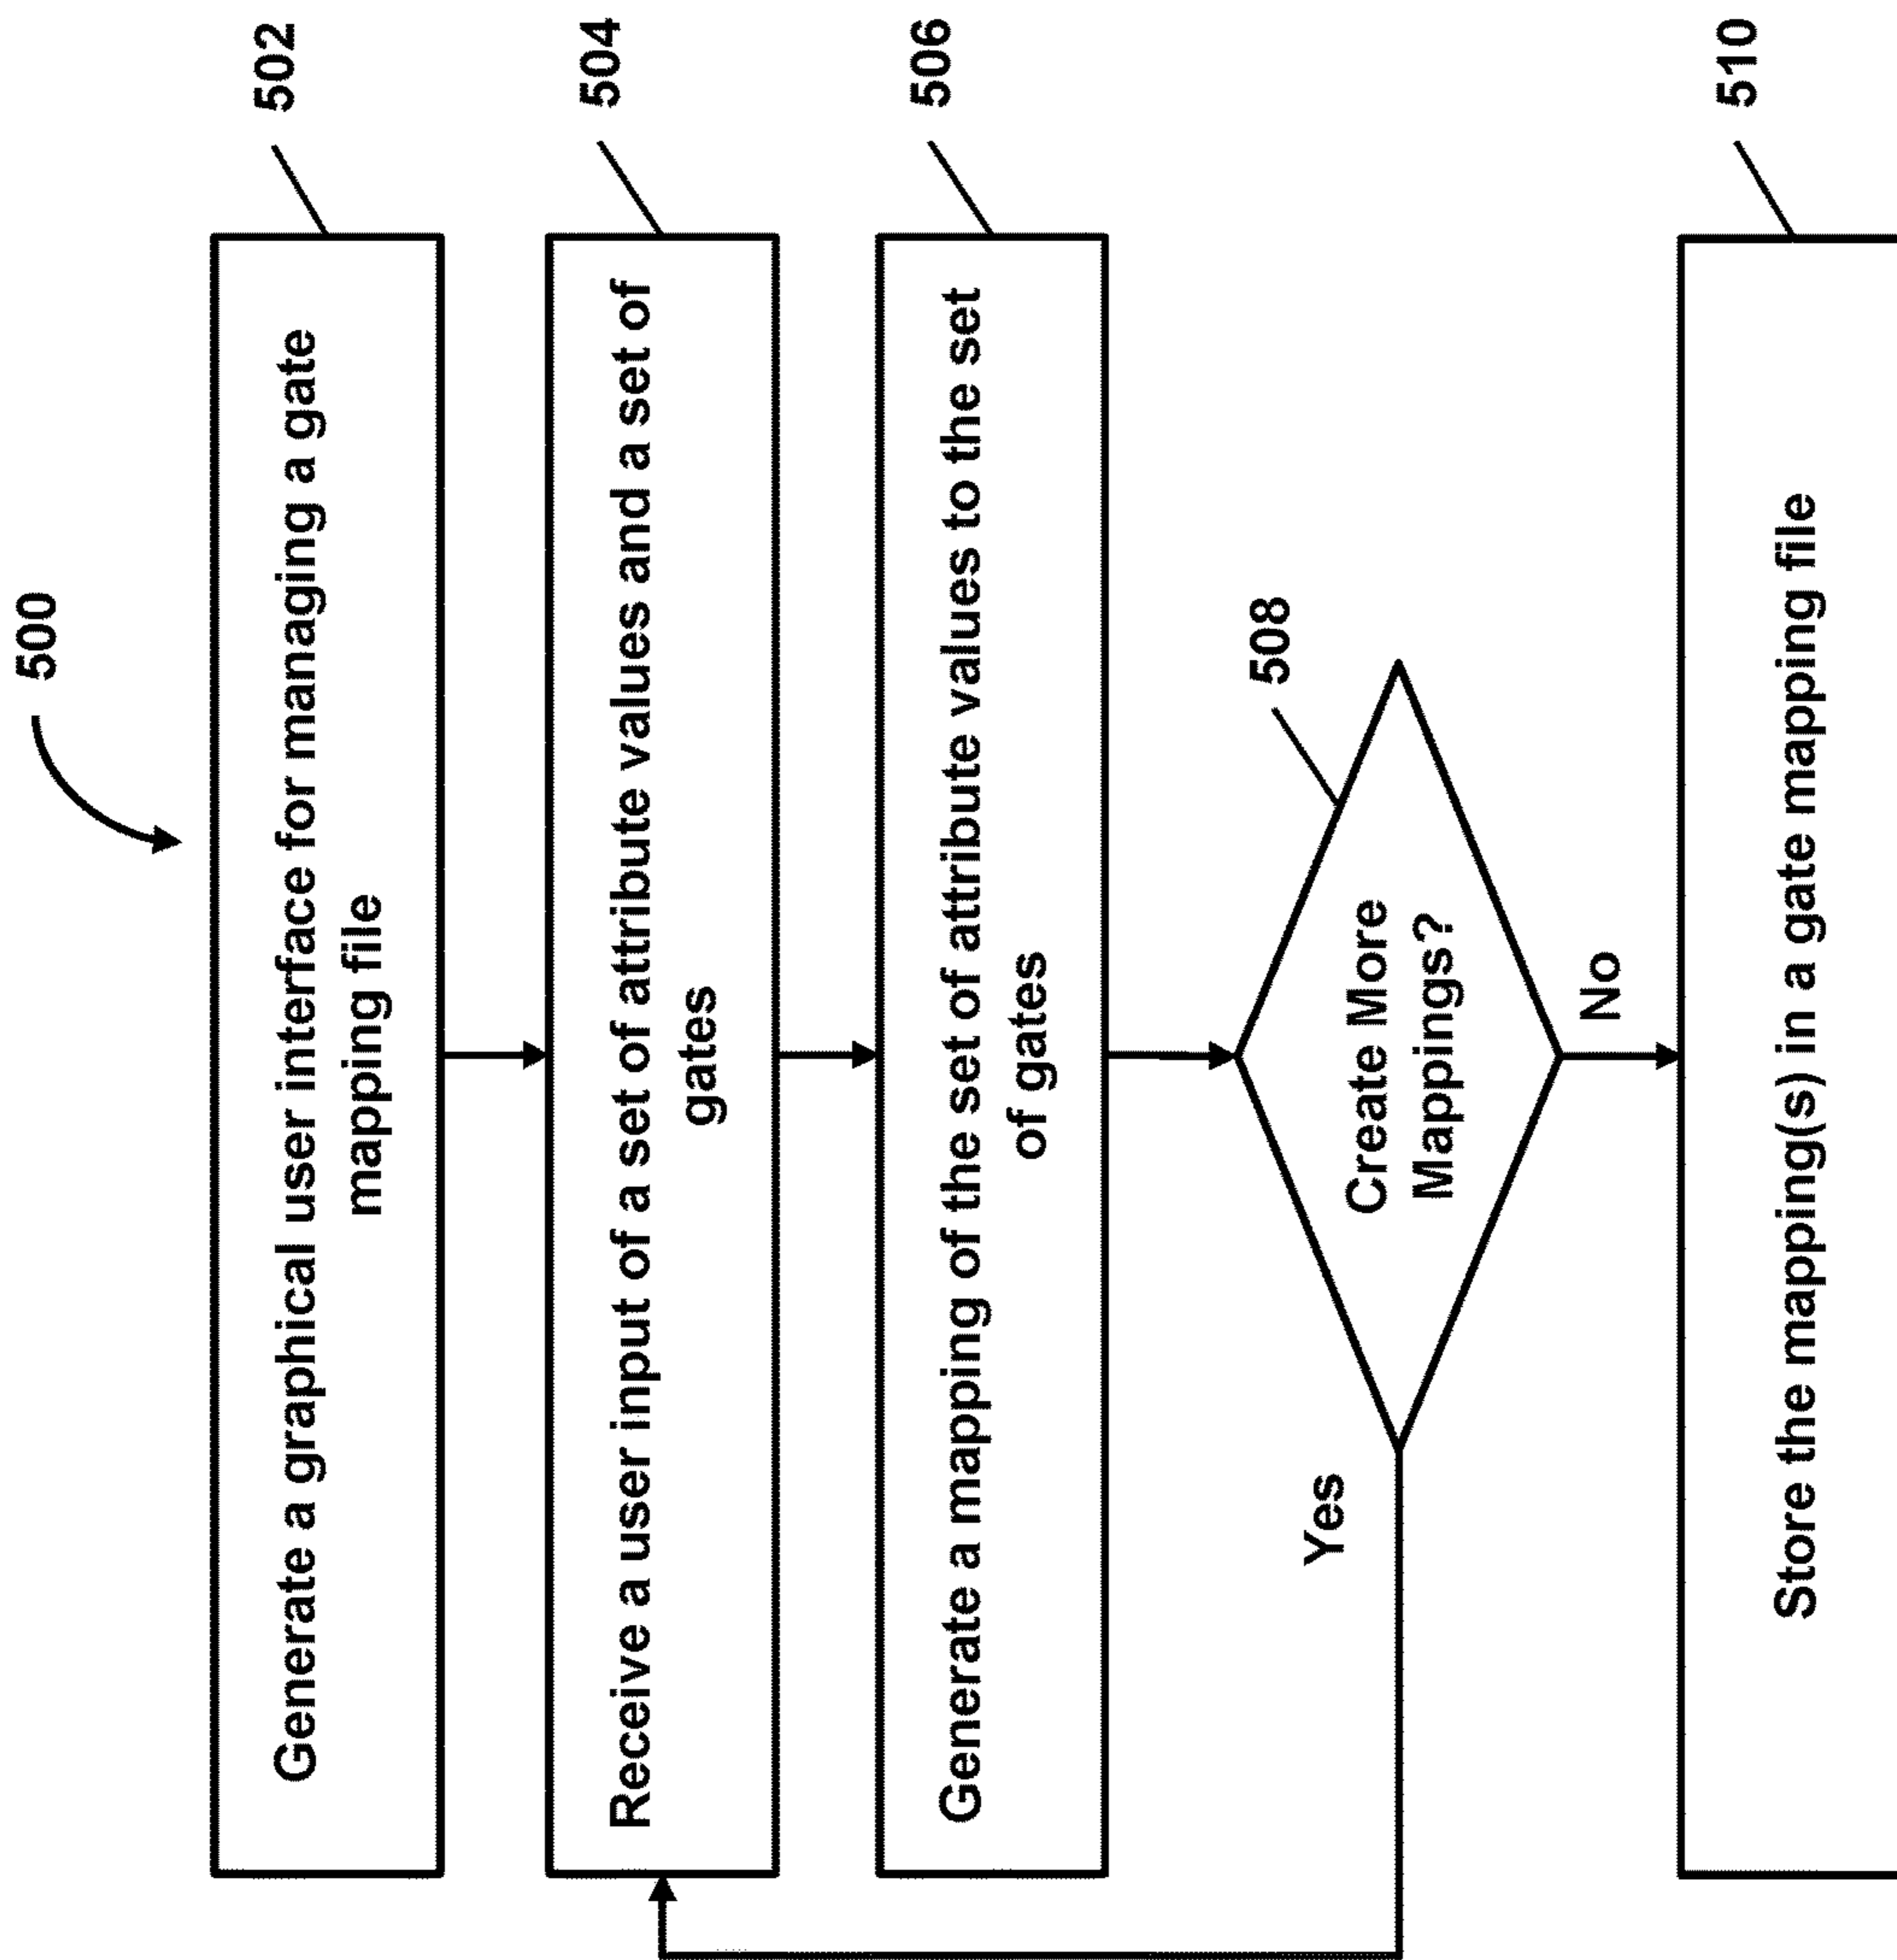 500
Generate a graphical user interface for managing a gate
mapping file
502
Receive a user input of a set of attribute values and a set of
gates
504
Generate a mapping of the set of attribute values to the set
of gates
506
Create More
Mappings?
508
Yes
No
Store the mapping(s) in a gate mapping file
510